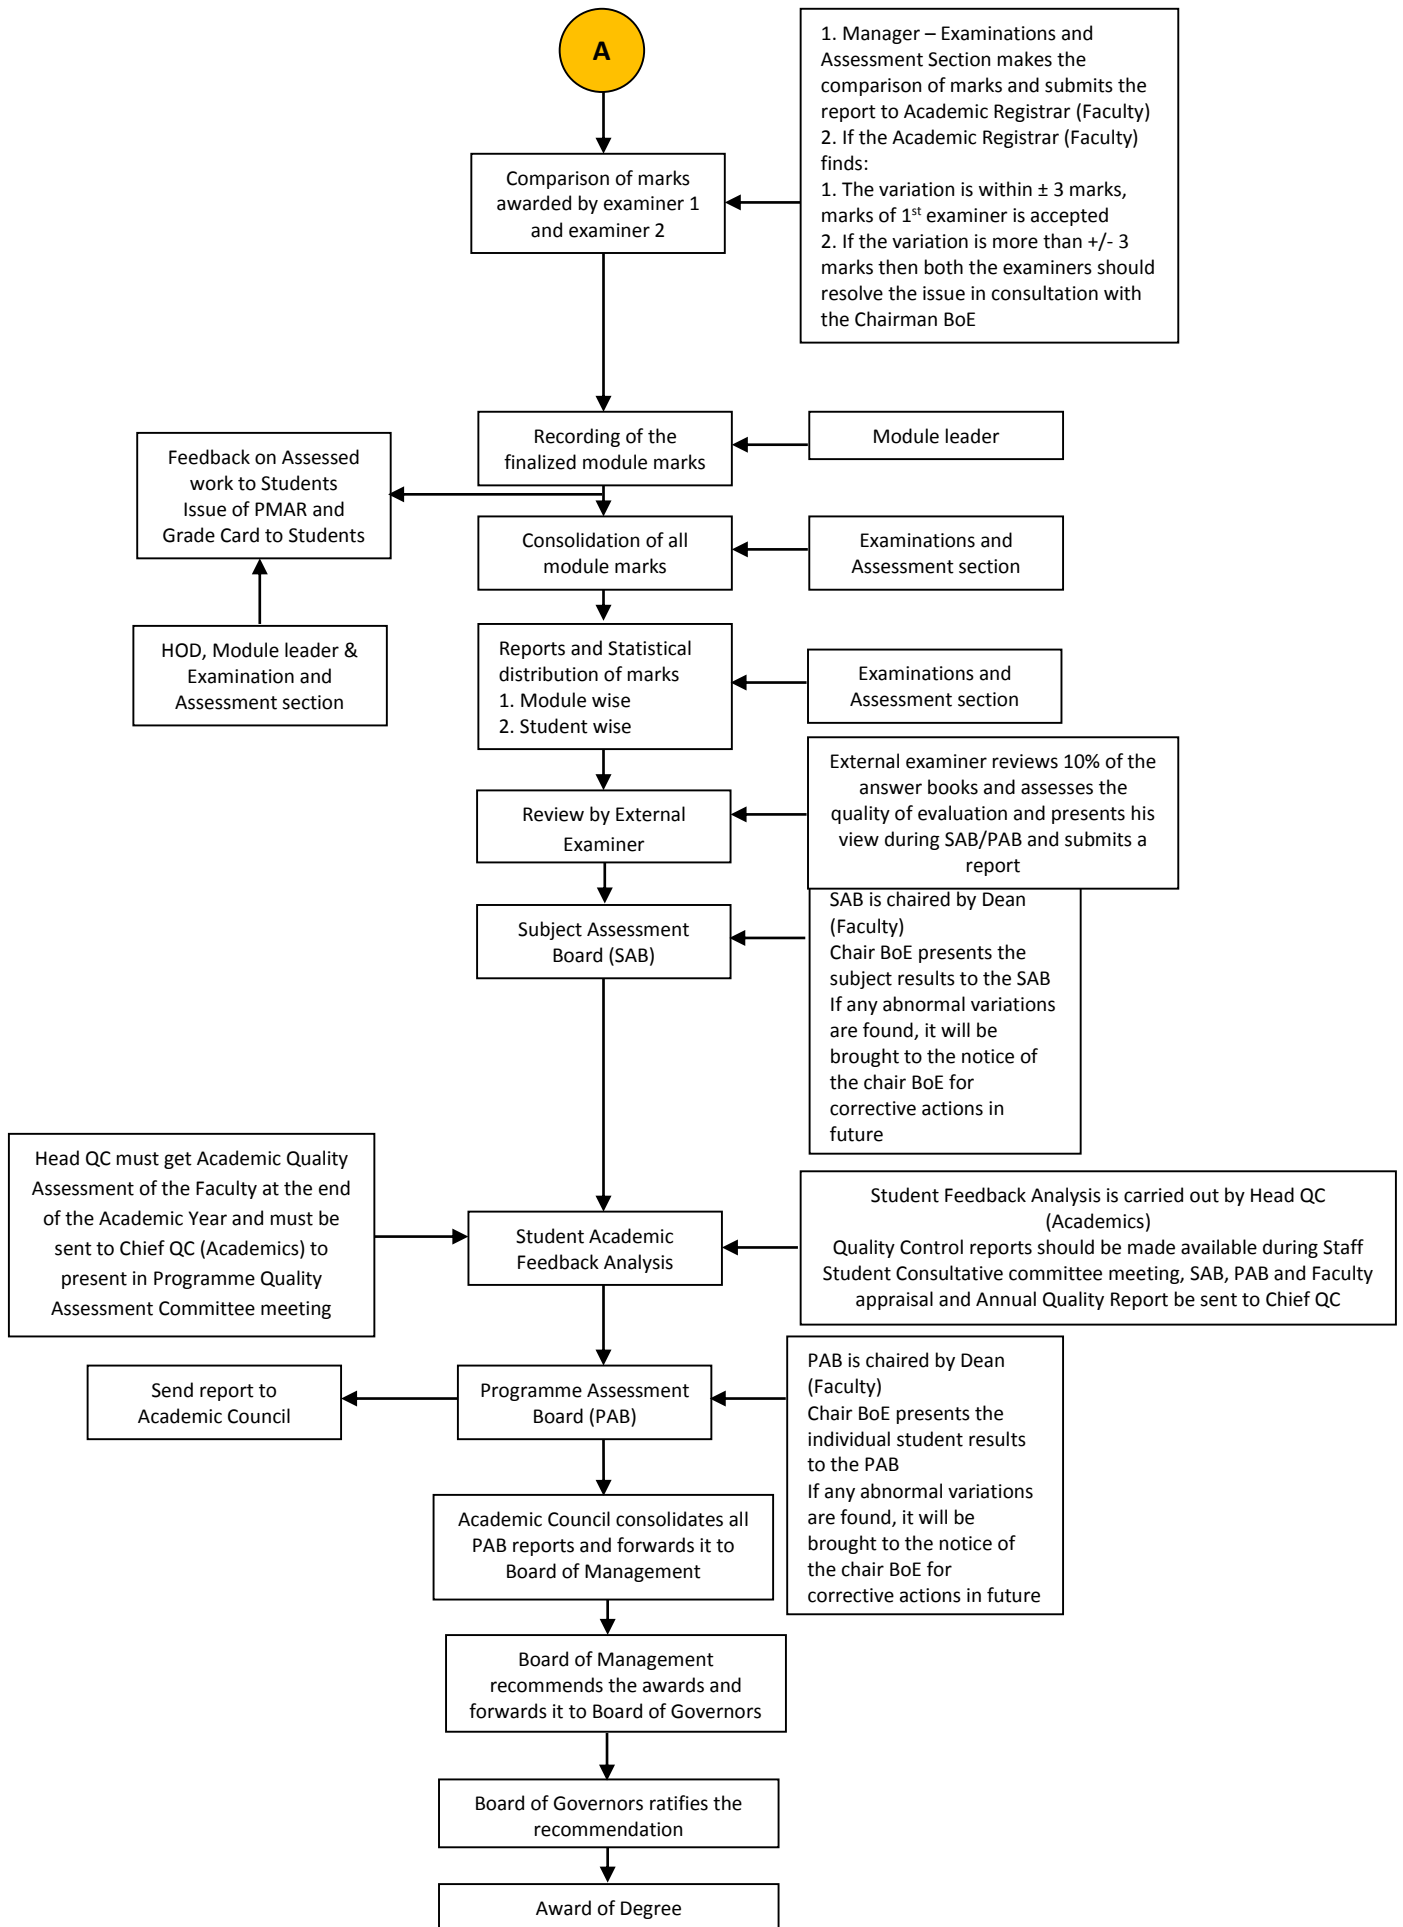 A
1. Manager – Examinations and
Assessment Section makes the
comparison of marks and submits the
report to Academic Registrar (Faculty)
2. If the Academic Registrar (Faculty)
finds:
1. The variation is within ± 3 marks,
marks of 1st examiner is accepted
2. If the variation is more than +/- 3
marks then both the examiners should
resolve the issue in consultation with
the Chairman BoE
Comparison of marks
awarded by examiner 1
and examiner 2
Recording of the
finalized module marks
Module leader
Feedback on Assessed
work to Students
Issue of PMAR and
Grade Card to Students
Consolidation of all
module marks
Examinations and
Assessment section
HOD, Module leader &
Examination and
Assessment section
Reports and Statistical
distribution of marks
1. Module wise
2. Student wise
Examinations and
Assessment section
External examiner reviews 10% of the
answer books and assesses the
quality of evaluation and presents his
view during SAB/PAB and submits a
report
Review by External
Examiner
SAB is chaired by Dean
(Faculty)
Chair BoE presents the
subject results to the SAB
If any abnormal variations
are found, it will be
brought to the notice of
the chair BoE for
corrective actions in
future
Subject Assessment
Board (SAB)
Head QC must get Academic Quality
Assessment of the Faculty at the end
of the Academic Year and must be
sent to Chief QC (Academics) to
present in Programme Quality
Assessment Committee meeting
Student Academic
Feedback Analysis
Student Feedback Analysis is carried out by Head QC
(Academics)
Quality Control reports should be made available during Staff
Student Consultative committee meeting, SAB, PAB and Faculty
appraisal and Annual Quality Report be sent to Chief QC
Send report to
Academic Council
Programme Assessment
Board (PAB)
PAB is chaired by Dean
(Faculty)
Chair BoE presents the
individual student results
to the PAB
If any abnormal variations
are found, it will be
brought to the notice of
the chair BoE for
corrective actions in future
Academic Council consolidates all
PAB reports and forwards it to
Board of Management
Board of Management
recommends the awards and
forwards it to Board of Governors
Board of Governors ratifies the
recommendation
Award of Degree